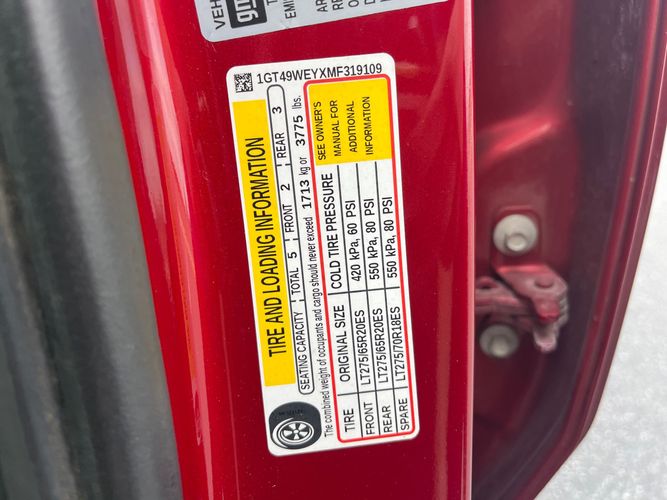 VEH
gm
1GT49WEYXMF319109
TIRE AND LOADING INFORMATION
SEATING CAPACITY TOTAL 5 FRONT 2 REAR 3
The combined weight of occupants and cargo should never exceed 1713 kg or 3775 lbs.
TIRE ORIGINAL SIZE COLD TIRE PRESSURE
FRONT LT275/65R20ES 420 kPa, 60 PSI
REAR LT275/65R20ES 550 kPa, 80 PSI
SPARE LT275/70R18ES 550 kPa, 80 PSI
SEE OWNER'S
MANUAL FOR
ADDITIONAL
INFORMATION